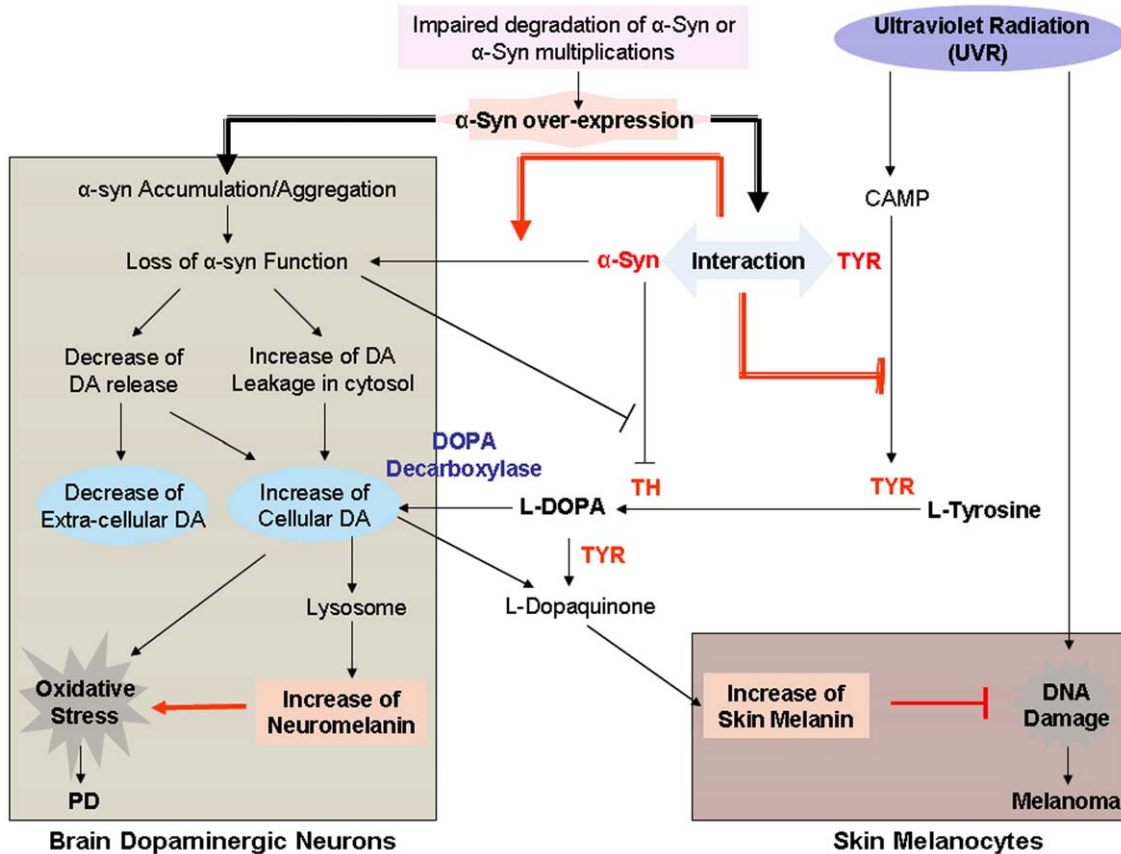 Impaired degradation of α-Syn or
α-Syn multiplications
Ultraviolet Radiation
(UVR)
α-Syn over-expression
α-syn Accumulation/Aggregation
CAMP
Loss of α-syn Function
α-Syn
Interaction
TYR
Decrease of
DA release
Increase of DA
Leakage in cytosol
DOPA
Decarboxylase
Decrease of
Extra-cellular DA
Increase of
Cellular DA
TH
TYR
L-DOPA
L-Tyrosine
TYR
Lysosome
L-Dopaquinone
Oxidative
Stress
Increase of
Neuromelanin
Increase of
Skin Melanin
DNA
Damage
PD
Melanoma
Brain Dopaminergic Neurons
Skin Melanocytes